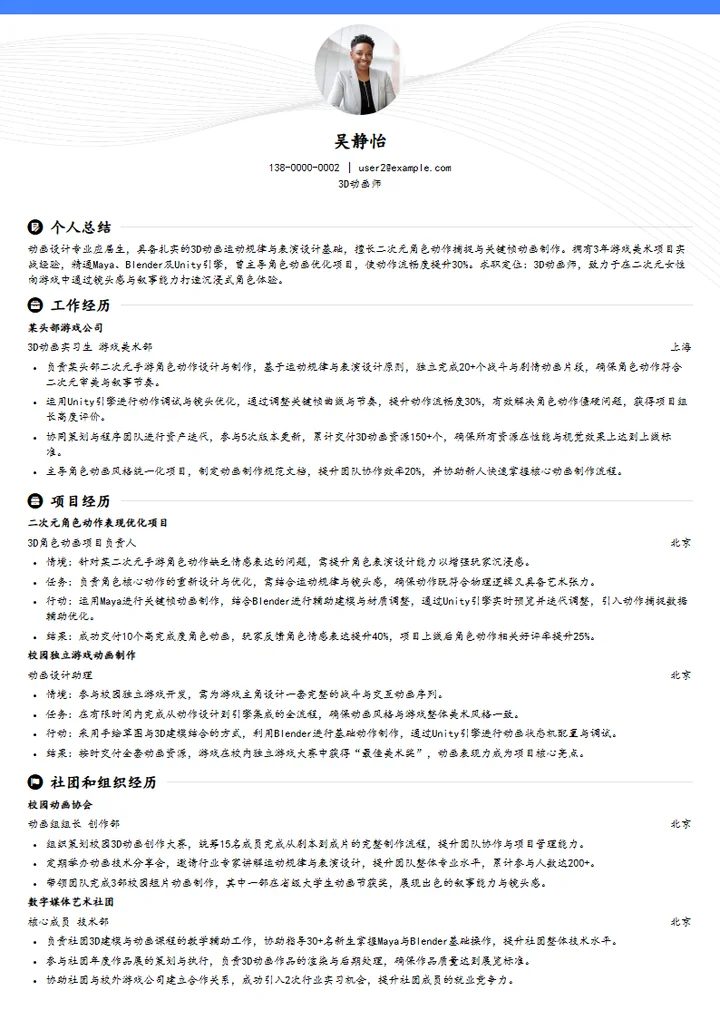 吴静怡
138-0000-0002 | user2@example.com
3D动画师
个人总结
动画设计专业应届生，具备扎实的3D动画运动规律与表演设计基础，擅长二次元角色动作捕捉与关键帧动画制作。拥有3年游戏美术项目实
战经验，精通Maya、Blender及Unity引擎，曾主导角色动画优化项目，使动作流畅度提升30%。求职定位：3D动画师，致力于在二次元女性
向游戏中通过镜头感与叙事能力打造沉浸式角色体验。
工作经历
某头部游戏公司
3D动画实习生 游戏美术部 上海
• 负责某头部二次元手游角色动作设计与制作，基于运动规律与表演设计原则，独立完成20+个战斗与剧情动画片段，确保角色动作符合
二次元审美与叙事节奏。
• 运用Unity引擎进行动作调试与镜头优化，通过调整关键帧曲线与节奏，提升动作流畅度30%，有效解决角色动作僵硬问题，获得项目组
长高度评价。
• 协同策划与程序团队进行资产迭代，参与5次版本更新，累计交付3D动画资源150+个，确保所有资源在性能与视觉效果上达到上线标
准。
• 主导角色动画风格统一化项目，制定动画制作规范文档，提升团队协作效率20%，并协助新人快速掌握核心动画制作流程。
项目经历
二次元角色动作表现优化项目
3D角色动画项目负责人 北京
• 情境：针对某二次元手游角色动作缺乏情感表达的问题，需提升角色表演设计能力以增强玩家沉浸感。
• 任务：负责角色核心动作的重新设计与优化，需结合运动规律与镜头感，确保动作既符合物理逻辑又具备艺术张力。
• 行动：运用Maya进行关键帧动画制作，结合Blender进行辅助建模与材质调整，通过Unity引擎实时预览并迭代调整，引入动作捕捉数据
辅助优化。
• 结果：成功交付10个高完成度角色动画，玩家反馈角色情感表达提升40%，项目上线后角色动作相关好评率提升25%。
校园独立游戏动画制作
动画设计助理 北京
• 情境：参与校园独立游戏开发，需为游戏主角设计一套完整的战斗与交互动画序列。
• 任务：在有限时间内完成从动作设计到引擎集成的全流程，确保动画风格与游戏整体美术风格一致。
• 行动：采用手绘草图与3D建模结合的方式，利用Blender进行基础动作制作，通过Unity引擎进行动画状态机配置与调试。
• 结果：按时交付全套动画资源，游戏在校内独立游戏大赛中获得“最佳美术奖”，动画表现力成为项目核心亮点。
社团和组织经历
校园动画协会
动画组组长 创作部 北京
• 组织策划校园3D动画创作大赛，统筹15名成员完成从剧本到成片的完整制作流程，提升团队协作与项目管理能力。
• 定期举办动画技术分享会，邀请行业专家讲解运动规律与表演设计，提升团队整体专业水平，累计参与人数达200+。
• 带领团队完成3部校园短片动画制作，其中一部在省级大学生动画节获奖，展现出色的叙事能力与镜头感。
数字媒体艺术社团
核心成员 技术部 北京
• 负责社团3D建模与动画课程的教学辅助工作，协助指导30+名新生掌握Maya与Blender基础操作，提升社团整体技术水平。
• 参与社团年度作品展的策划与执行，负责3D动画作品的渲染与后期处理，确保作品质量达到展览标准。
• 协助社团与校外游戏公司建立合作关系，成功引入2次行业实习机会，提升社团成员的就业竞争力。